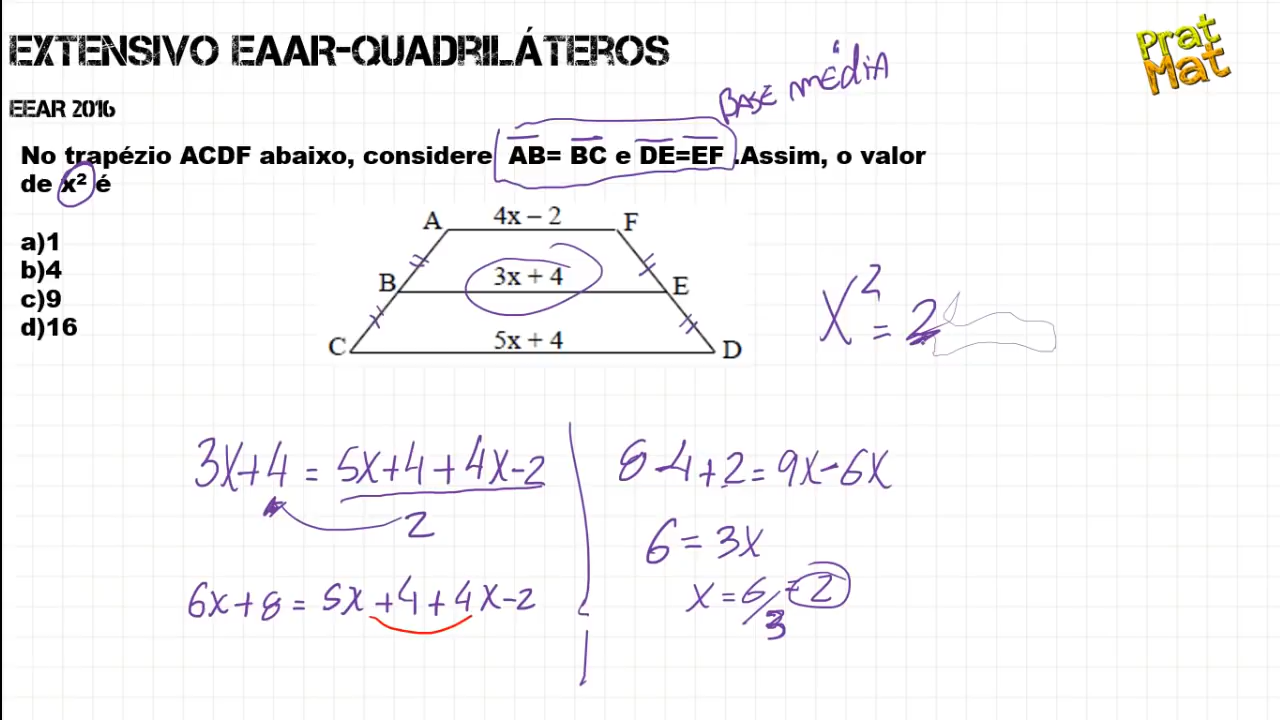 EXTENSIVO EAAR-QUADRILÁTEROS
Prat
Mat
EEAR 2016
BASE MÉDIA
No trapézio ACDF abaixo, considere AB= BC e DE=EF .Assim, o valor
de x² é
a)1
b)4
c)9
d)16
A 4x – 2 F
B 3x + 4 E
C 5x + 4 D
X² = 2
3X+4 = 5X+4+4X-2
2
6X+8 = 5X+4+4X-2
8-4+2=9X-6X
6=3X
X=6/3=2